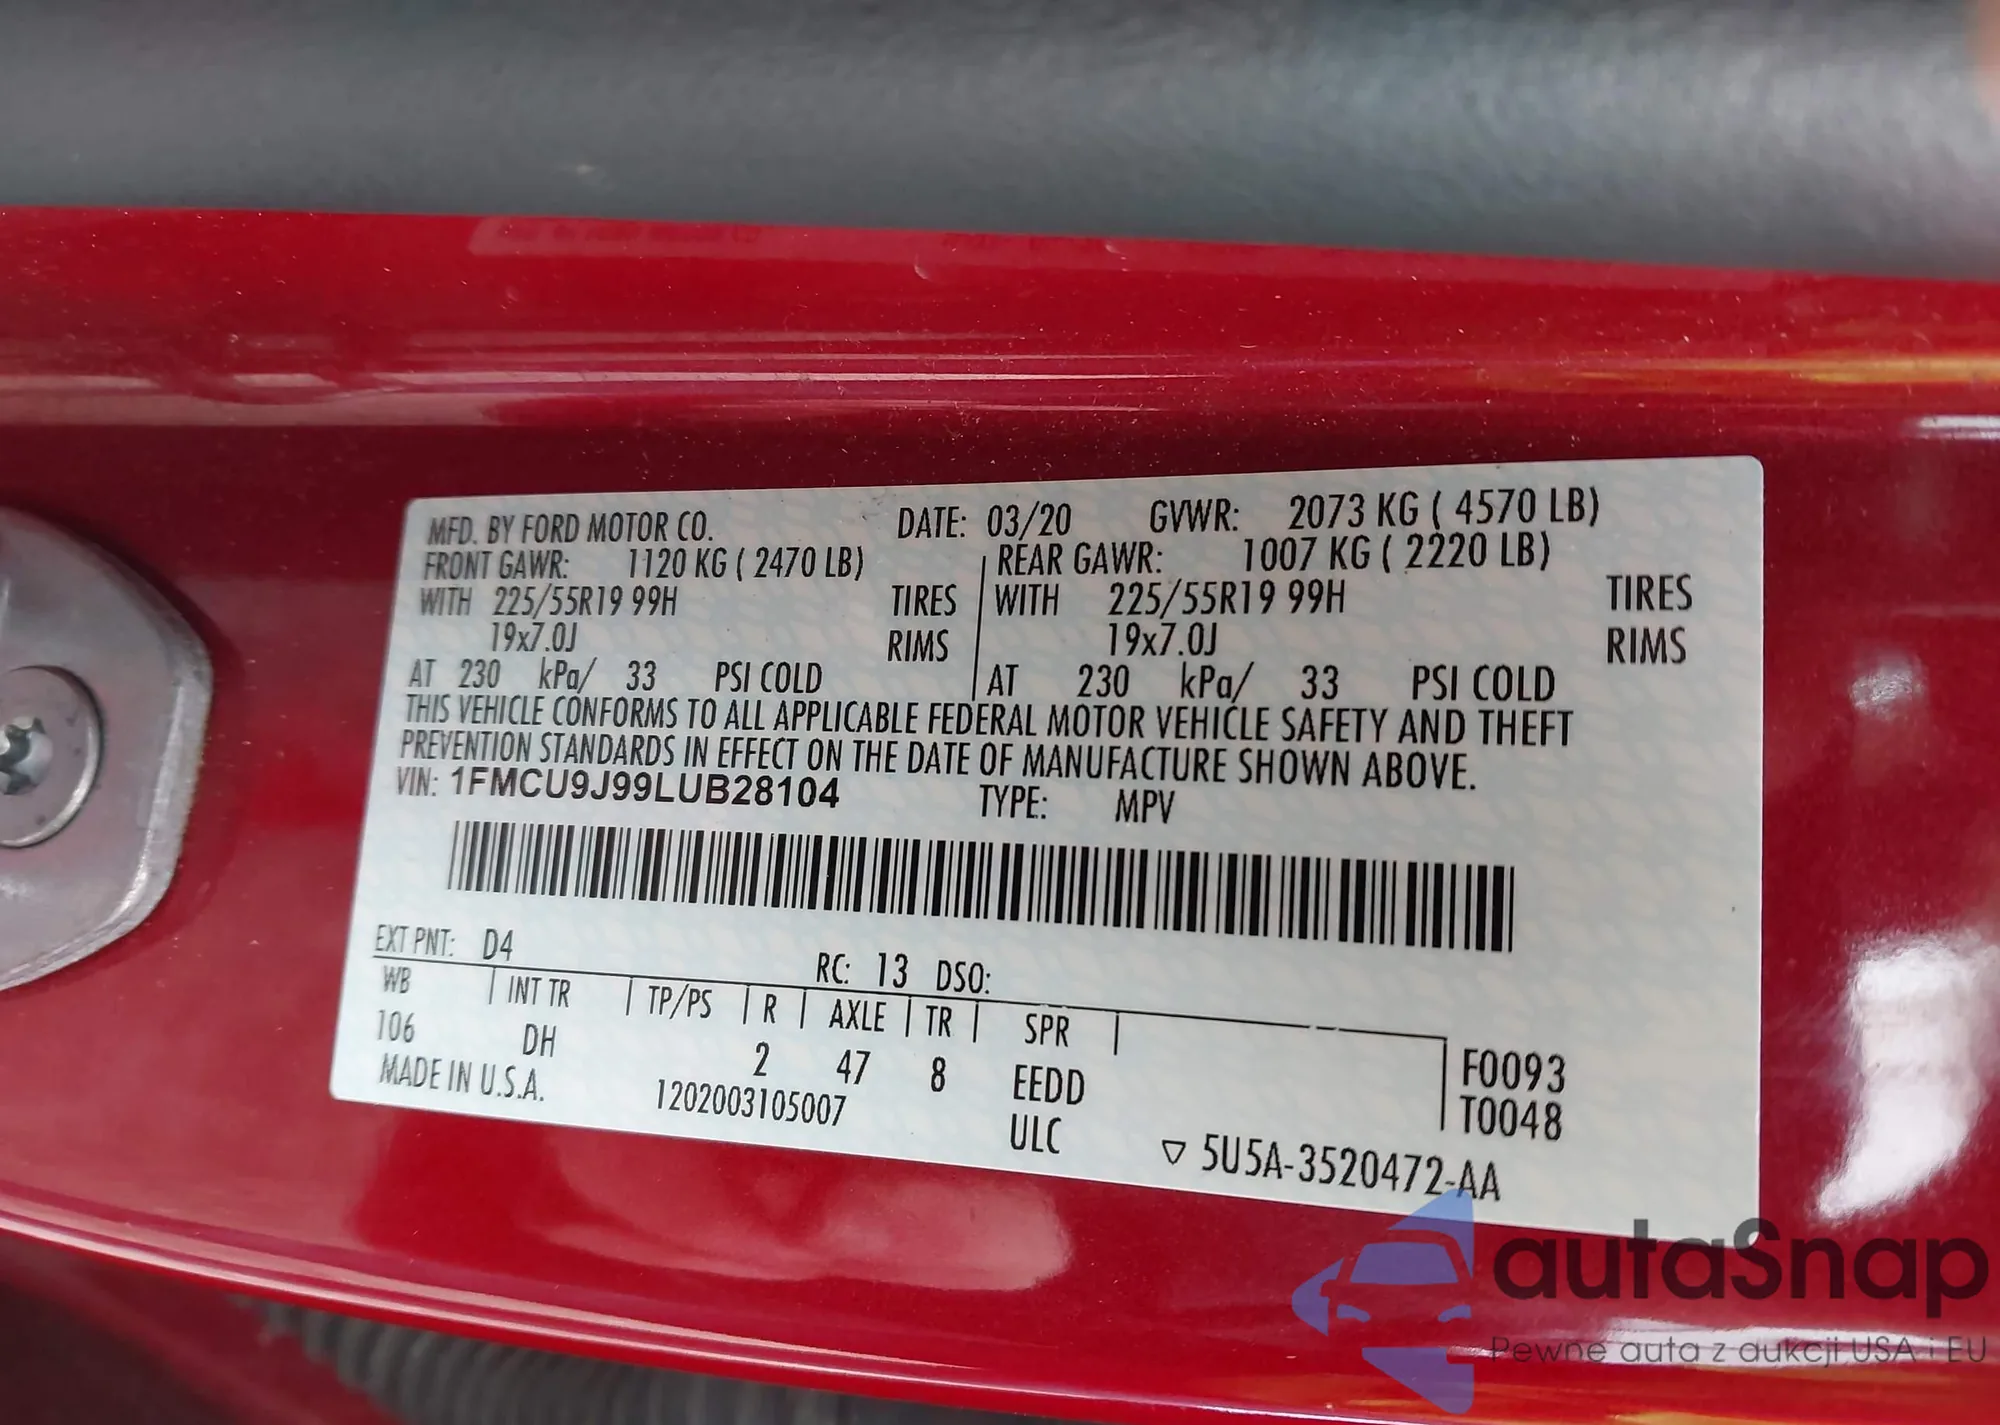 MFD. BY FORD MOTOR CO. DATE: 03/20 GVWR: 2073 KG ( 4570 LB)
FRONT GAWR: 1120 KG ( 2470 LB) REAR GAWR: 1007 KG ( 2220 LB)
WITH 225/55R19 99H TIRES WITH 225/55R19 99H TIRES
19x7.0J RIMS 19x7.0J RIMS
AT 230 kPa/ 33 PSI COLD AT 230 kPa/ 33 PSI COLD
THIS VEHICLE CONFORMS TO ALL APPLICABLE FEDERAL MOTOR VEHICLE SAFETY AND THEFT
PREVENTION STANDARDS IN EFFECT ON THE DATE OF MANUFACTURE SHOWN ABOVE.
VIN: 1FMCU9J99LUB28104 TYPE: MPV
EXT PNT: D4 RC: 13 DSO:
WB INT TR TP/PS R AXLE TR SPR
106 DH 2 47 8 EEDD F0093
MADE IN U.S.A. 1202003105007 ULC T0048
▽ 5U5A-3520472-AA
autaSnap
Pewne auta z aukcji USA i EU